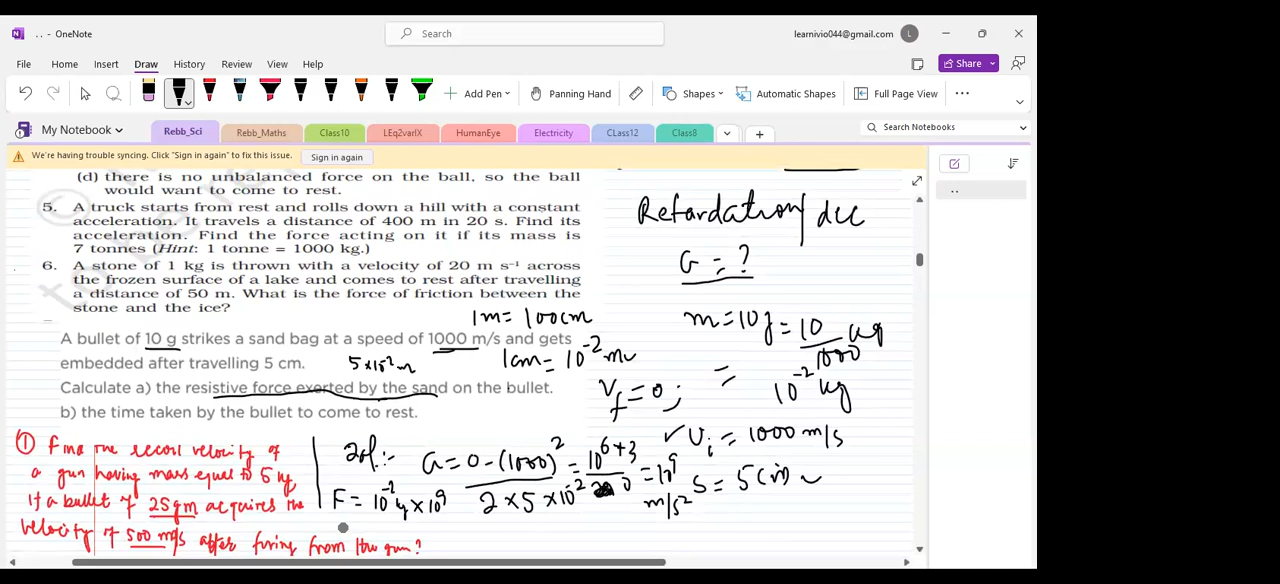 .. - OneNote
Search
learnivio044@gmail.com
L
File Home Insert Draw History Review View Help
Share
Add Pen
Panning Hand
Shapes
Automatic Shapes
Full Page View
My Notebook
Rebb_Sci
Rebb_Maths
Class10
LEq2varIX
HumanEye
Electricity
CLass12
Class8
Search Notebooks
We're having trouble syncing. Click "Sign in again" to fix this issue.
Sign in again
..
(d) there is no unbalanced force on the ball, so the ball
would want to come to rest.
5. A truck starts from rest and rolls down a hill with a constant
acceleration. It travels a distance of 400 m in 20 s. Find its
acceleration. Find the force acting on it if its mass is
7 tonnes (Hint: 1 tonne = 1000 kg.)
6. A stone of 1 kg is thrown with a velocity of 20 m s⁻¹ across
the frozen surface of a lake and comes to rest after travelling
a distance of 50 m. What is the force of friction between the
stone and the ice?
A bullet of 10 g strikes a sand bag at a speed of 1000 m/s and gets
embedded after travelling 5 cm.
Calculate a) the resistive force exerted by the sand on the bullet.
b) the time taken by the bullet to come to rest.
1m = 100cm
1cm = 10⁻² m
5 x 10⁻² m
Retardation/
G = ?
m = 10g = 10/1000 kg
= 10⁻² kg
V_f = 0;
✓ U_i = 1000 m/s
S = 5 cm
① Find the recoil velocity of
a gun having mass equal to 5 kg
If a bullet of 25gm acquires the
velocity of 500 m/s after firing from the gun?
Sol:- a = 0 - (1000)² / 2 x 5 x 10⁻² = 10⁶⁺³
= 10⁹
m/s²
F = 10⁻² x 10⁹